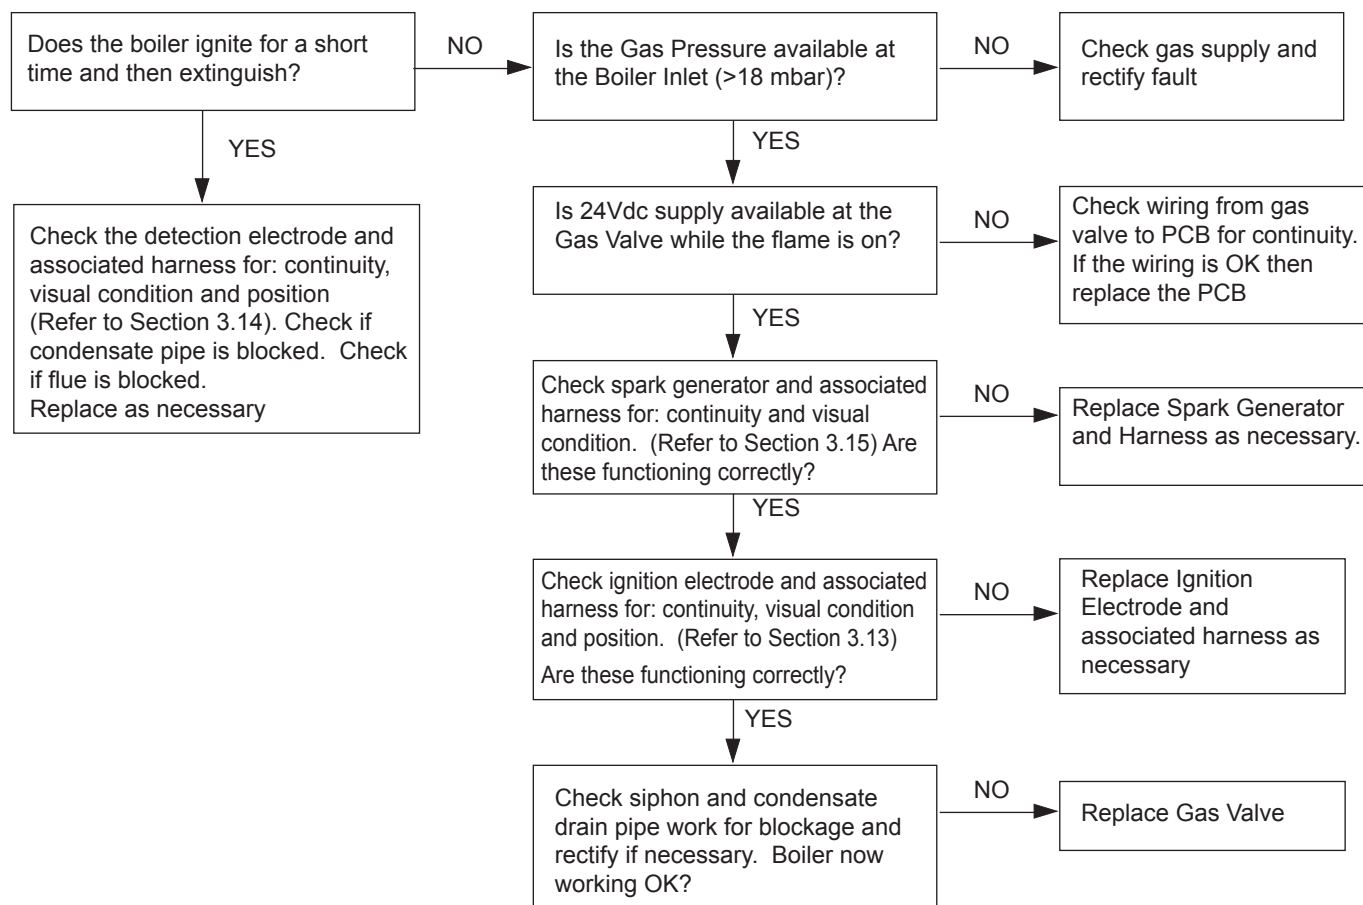 Does the boiler ignite for a short
time and then extinguish?
NO
Is the Gas Pressure available at
the Boiler Inlet (>18 mbar)?
NO
Check gas supply and
rectify fault
YES
YES
Check the detection electrode and
associated harness for: continuity,
visual condition and position
(Refer to Section 3.14). Check if
condensate pipe is blocked. Check
if flue is blocked.
Replace as necessary
Is 24Vdc supply available at the
Gas Valve while the flame is on?
NO
Check wiring from gas
valve to PCB for continuity.
If the wiring is OK then
replace the PCB
YES
Check spark generator and associated
harness for: continuity and visual
condition. (Refer to Section 3.15) Are
these functioning correctly?
NO
Replace Spark Generator
and Harness as necessary.
YES
Check ignition electrode and associated
harness for: continuity, visual condition
and position. (Refer to Section 3.13)
Are these functioning correctly?
NO
Replace Ignition
Electrode and
associated harness as
necessary
YES
Check siphon and condensate
drain pipe work for blockage and
rectify if necessary. Boiler now
working OK?
NO
Replace Gas Valve